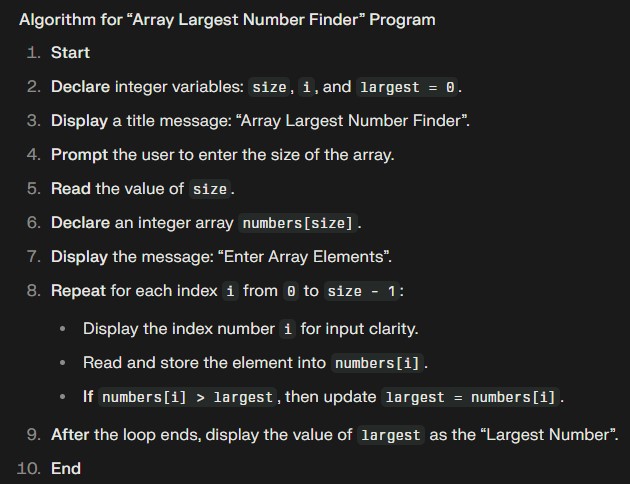 Algorithm for “Array Largest Number Finder” Program
1. Start
2. Declare integer variables: size, i, and largest = 0.
3. Display a title message: “Array Largest Number Finder”.
4. Prompt the user to enter the size of the array.
5. Read the value of size.
6. Declare an integer array numbers[size].
7. Display the message: “Enter Array Elements”.
8. Repeat for each index i from 0 to size - 1:
• Display the index number i for input clarity.
• Read and store the element into numbers[i].
• If numbers[i] > largest, then update largest = numbers[i].
9. After the loop ends, display the value of largest as the “Largest Number”.
10. End